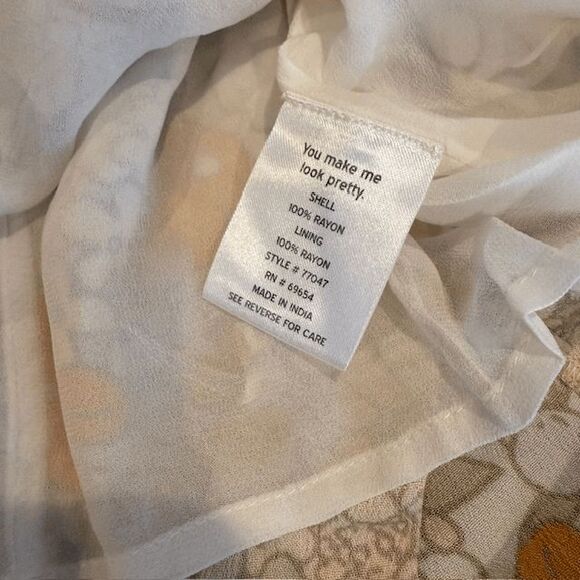 You make me
look pretty.
SHELL
100% RAYON
LINING
100% RAYON
STYLE # 77047
RN # 69654
MADE IN INDIA
SEE REVERSE FOR CARE